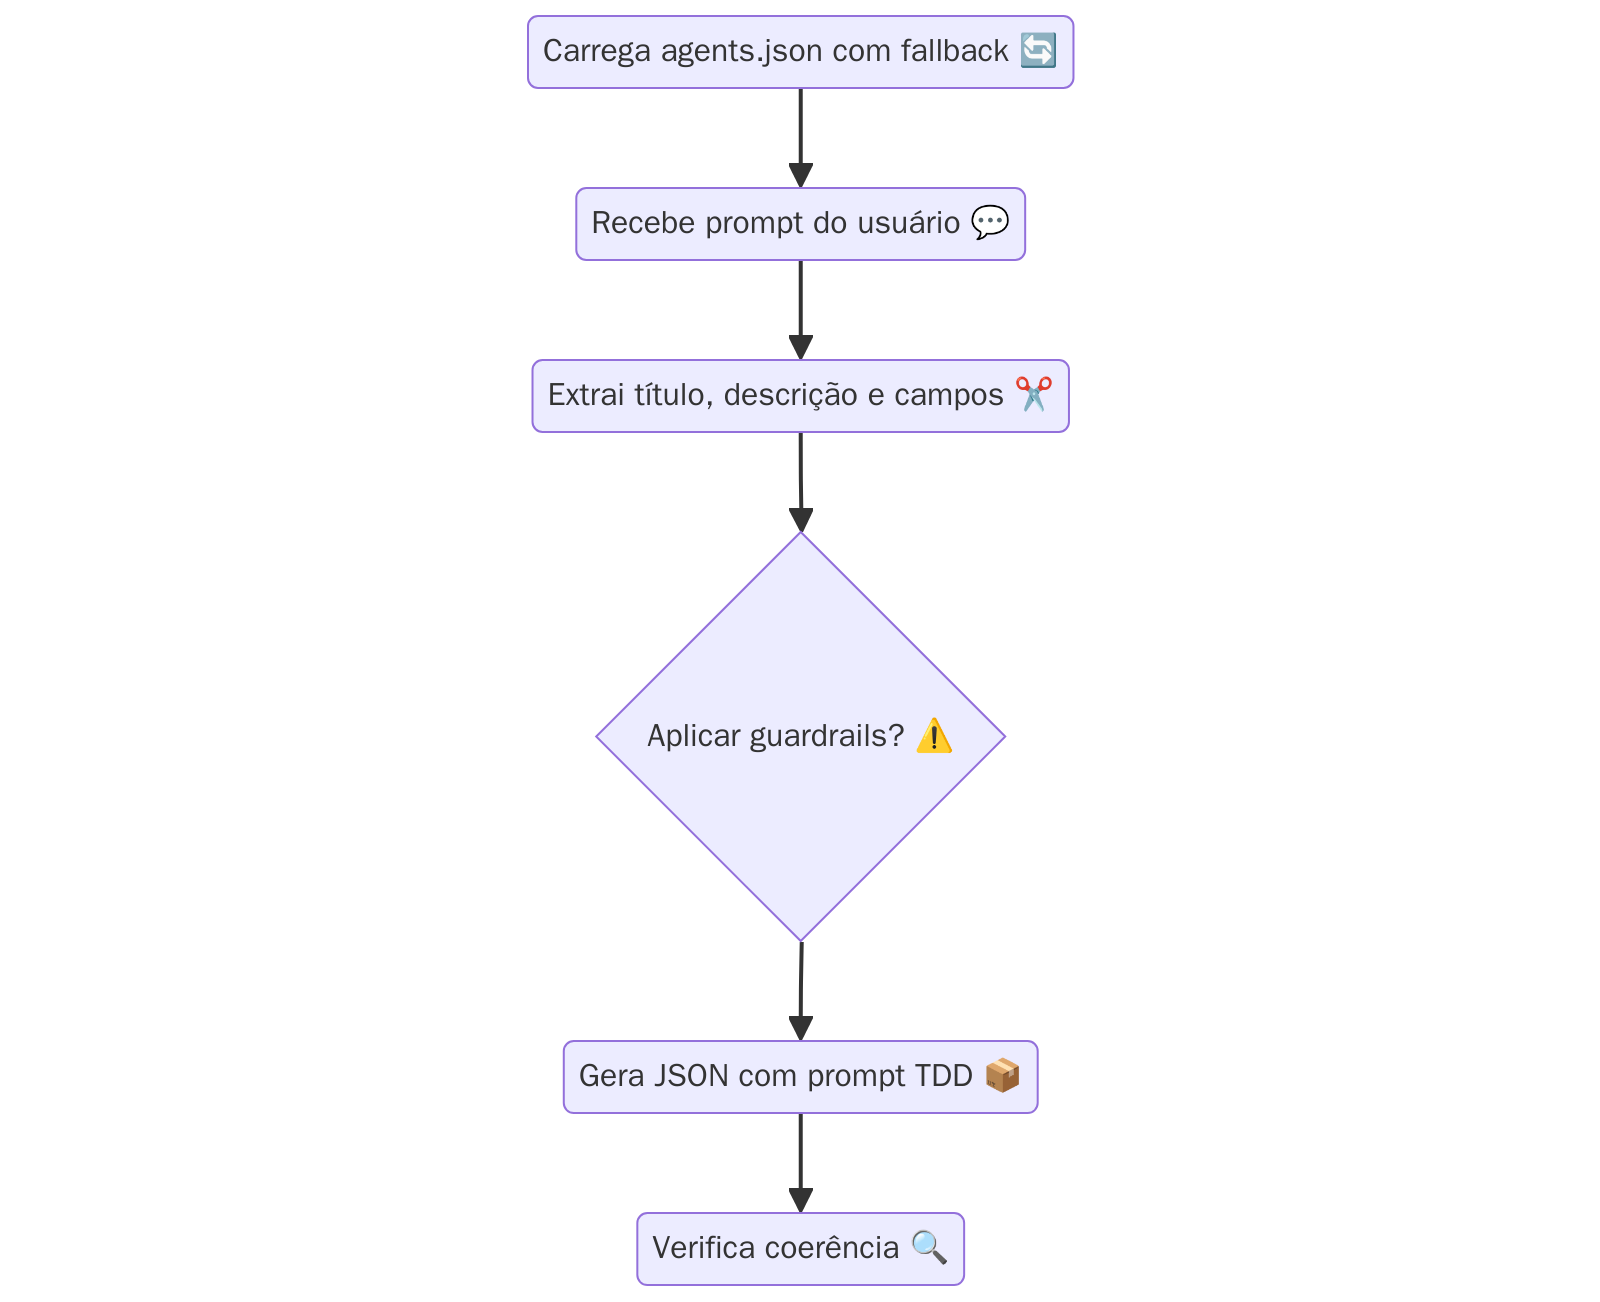 Carrega agents.json com fallback 🔄
Recebe prompt do usuário 💬
Extrai título, descrição e campos ✂️
Aplicar guardrails? ⚠️
Gera JSON com prompt TDD 📦
Verifica coerência 🔍